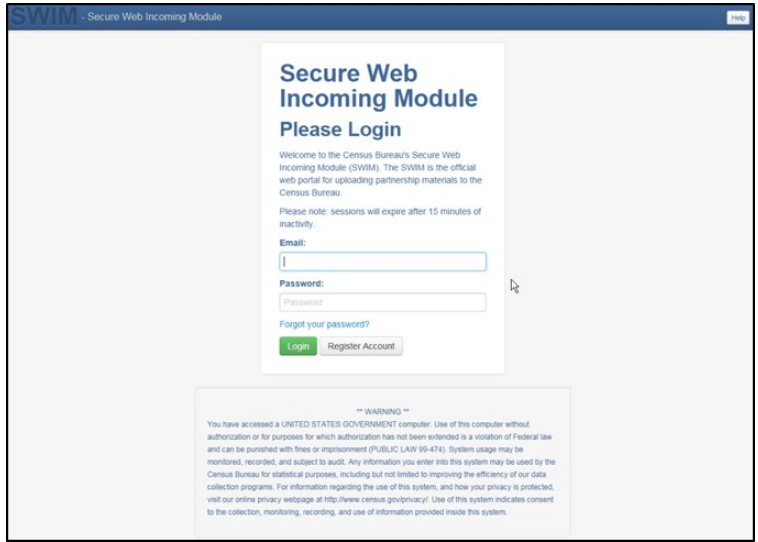 SWIM - Secure Web Incoming Module
Help
Secure Web
Incoming Module
Please Login
Welcome to the Census Bureau's Secure Web
Incoming Module (SWIM). The SWIM is the official
web portal for uploading partnership materials to the
Census Bureau.
Please note: sessions will expire after 15 minutes of
inactivity.
Email:
Password:
Password
Forgot your password?
Login
Register Account
** WARNING **
You have accessed a UNITED STATES GOVERNMENT computer. Use of this computer without
authorization or for purposes for which authorization has not been extended is a violation of Federal law
and can be punished with fines or imprisonment (PUBLIC LAW 99-474). System usage may be
monitored, recorded, and subject to audit. Any information you enter into this system may be used by the
Census Bureau for statistical purposes, including but not limited to improving the efficiency of our data
collection programs. For information regarding the use of this system, and how your privacy is protected,
visit our online privacy webpage at http://www.census.gov/privacy/. Use of this system indicates consent
to the collection, monitoring, recording, and use of information provided inside this system.